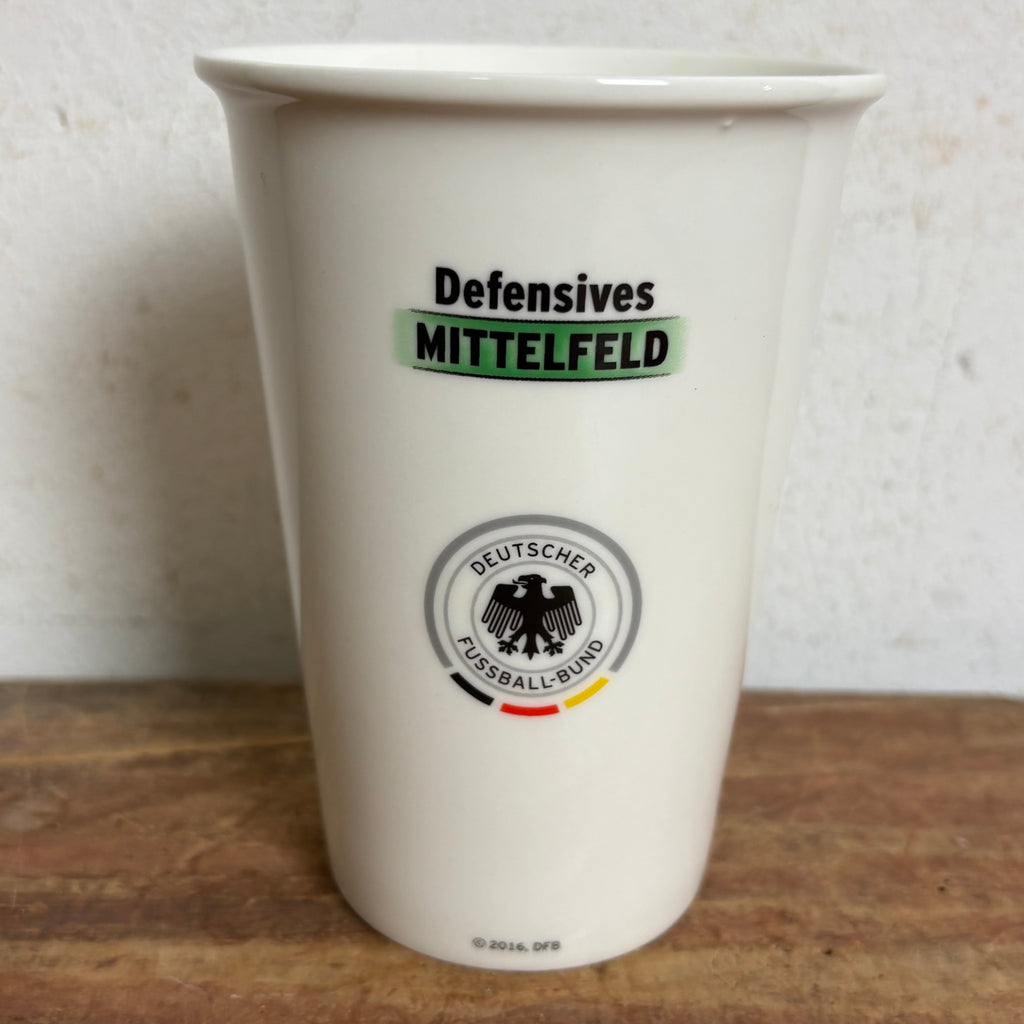 Defensives
MITTELFELD
DEUTSCHER
FUSSBALL-BUND
© 2016, DFB